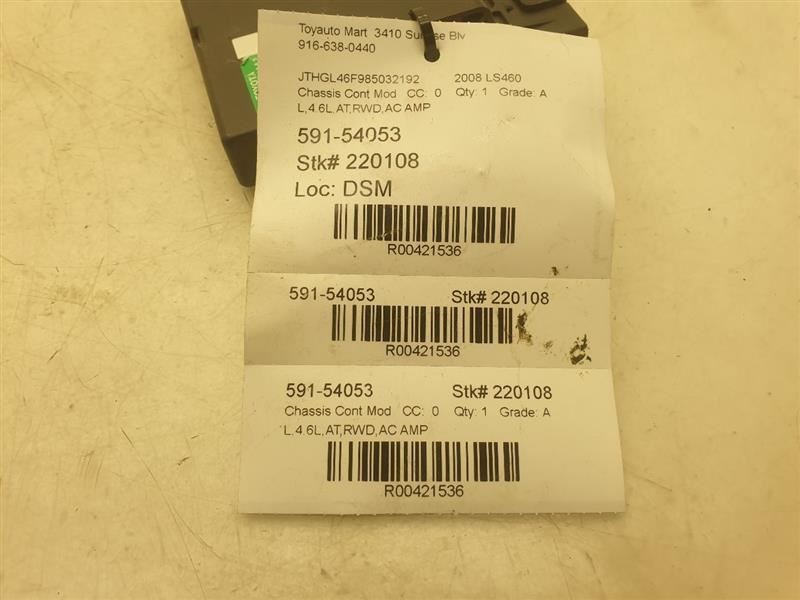 Toyauto Mart 3410 Sunrise Blv
916-638-0440
JTHGL46F985032192 2008 LS460
Chassis Cont Mod CC: 0 Qty: 1 Grade: A
L,4.6L,AT,RWD,AC AMP
591-54053
Stk# 220108
Loc: DSM
R00421536
591-54053 Stk# 220108
R00421536
591-54053 Stk# 220108
Chassis Cont Mod CC: 0 Qty: 1 Grade: A
L,4.6L,AT,RWD,AC AMP
R00421536